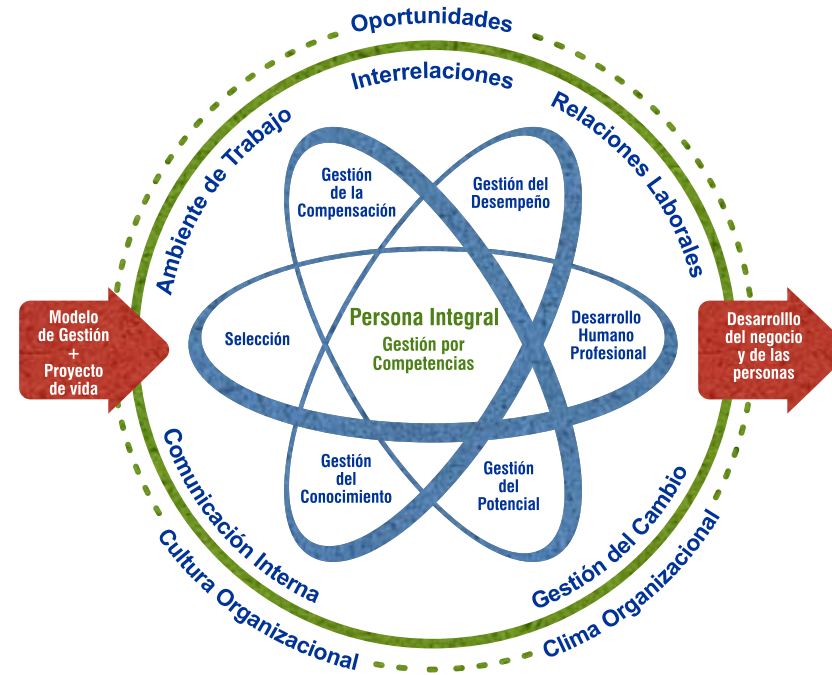 Oportunidades
Interrelaciones
Ambiente de Trabajo
Relaciones Laborales
Gestión
de la
Compensación
Gestión del
Desempeño
Modelo
de Gestión
+
Proyecto
de vida
Selección
Persona Integral
Gestión por
Competencias
Desarrollo
Humano
Profesional
Desarrolllo
del negocio
y de las
personas
Gestión
del
Conocimiento
Gestión
del
Potencial
Comunicación Interna
Gestión del Cambio
Cultura Organizacional
Clima Organizacional